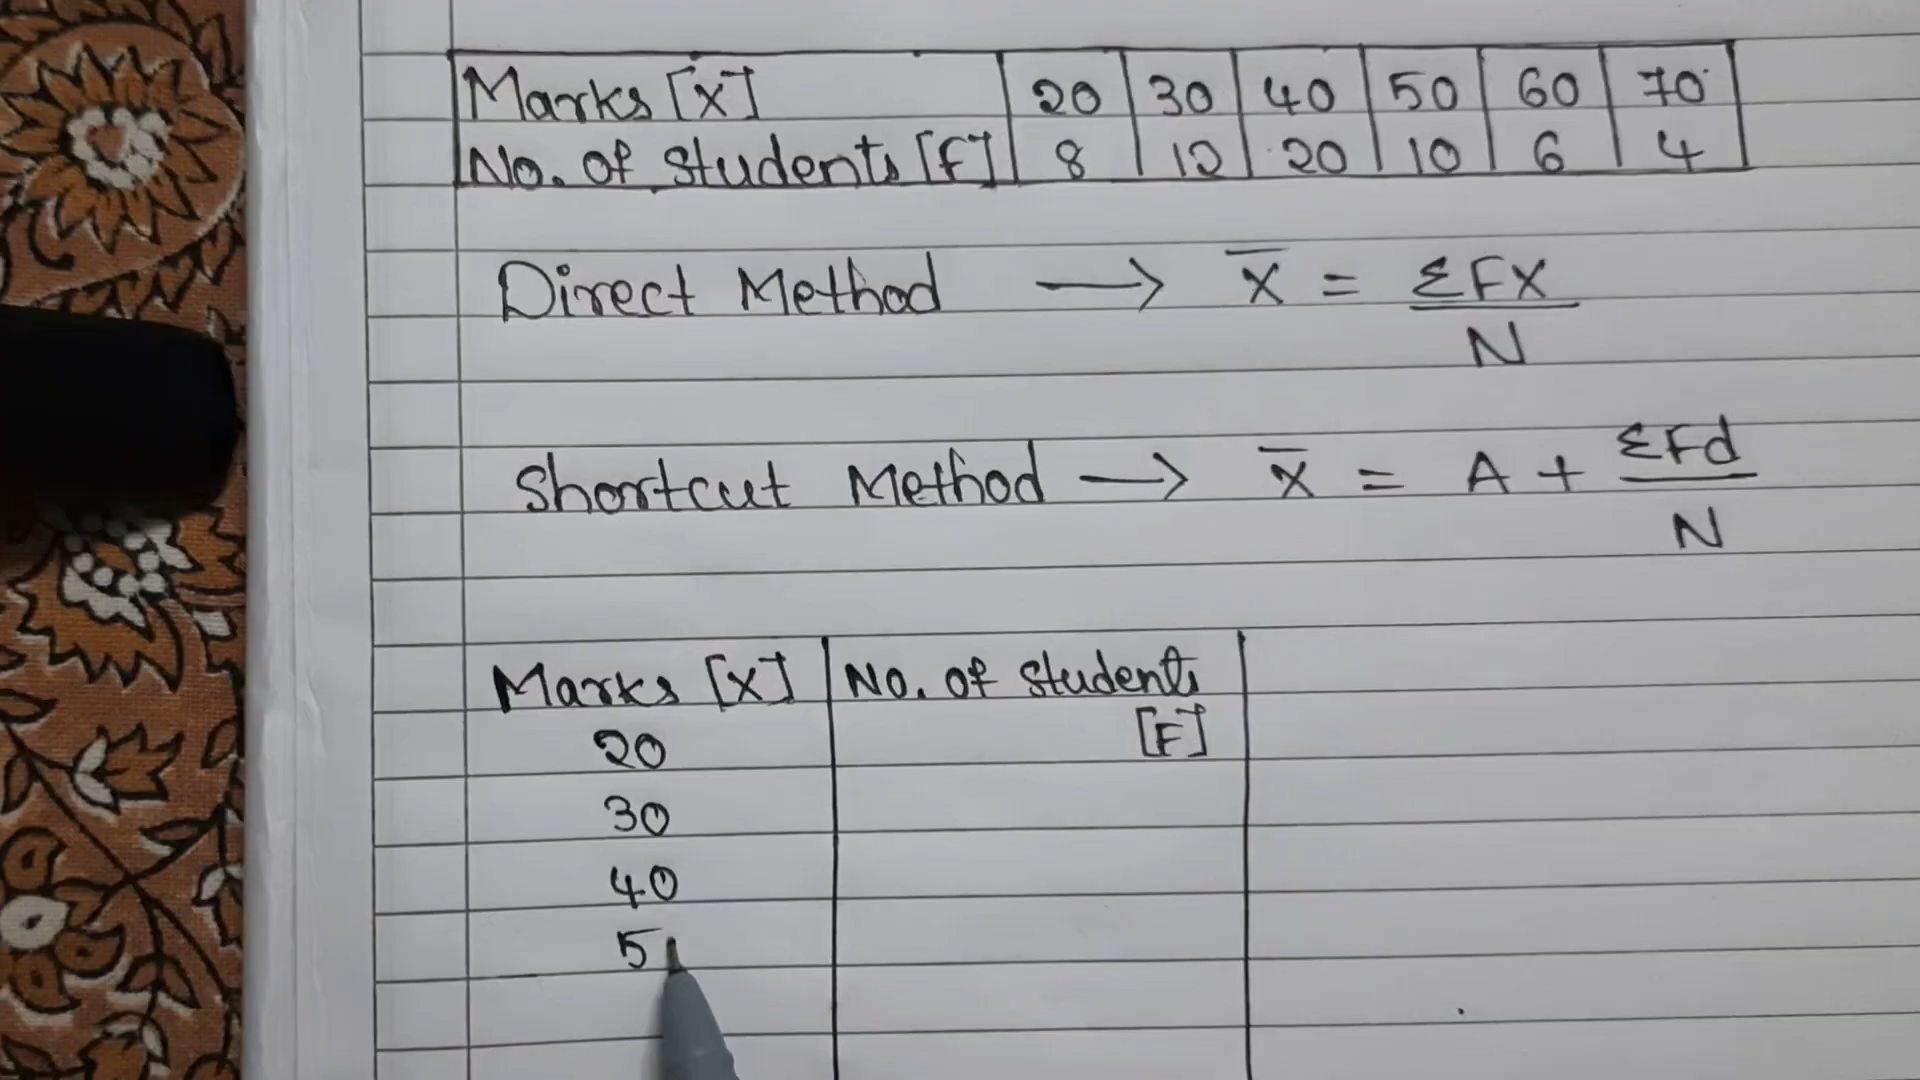 Marks [X] 20 30 40 50 60 70
No. of students [F] 8 12 20 10 6 4
Direct Method → X̅ = ΣFX
N
Shortcut Method → X̅ = A + ΣFd
N
Marks [X] No. of students
[F]
20
30
40
5